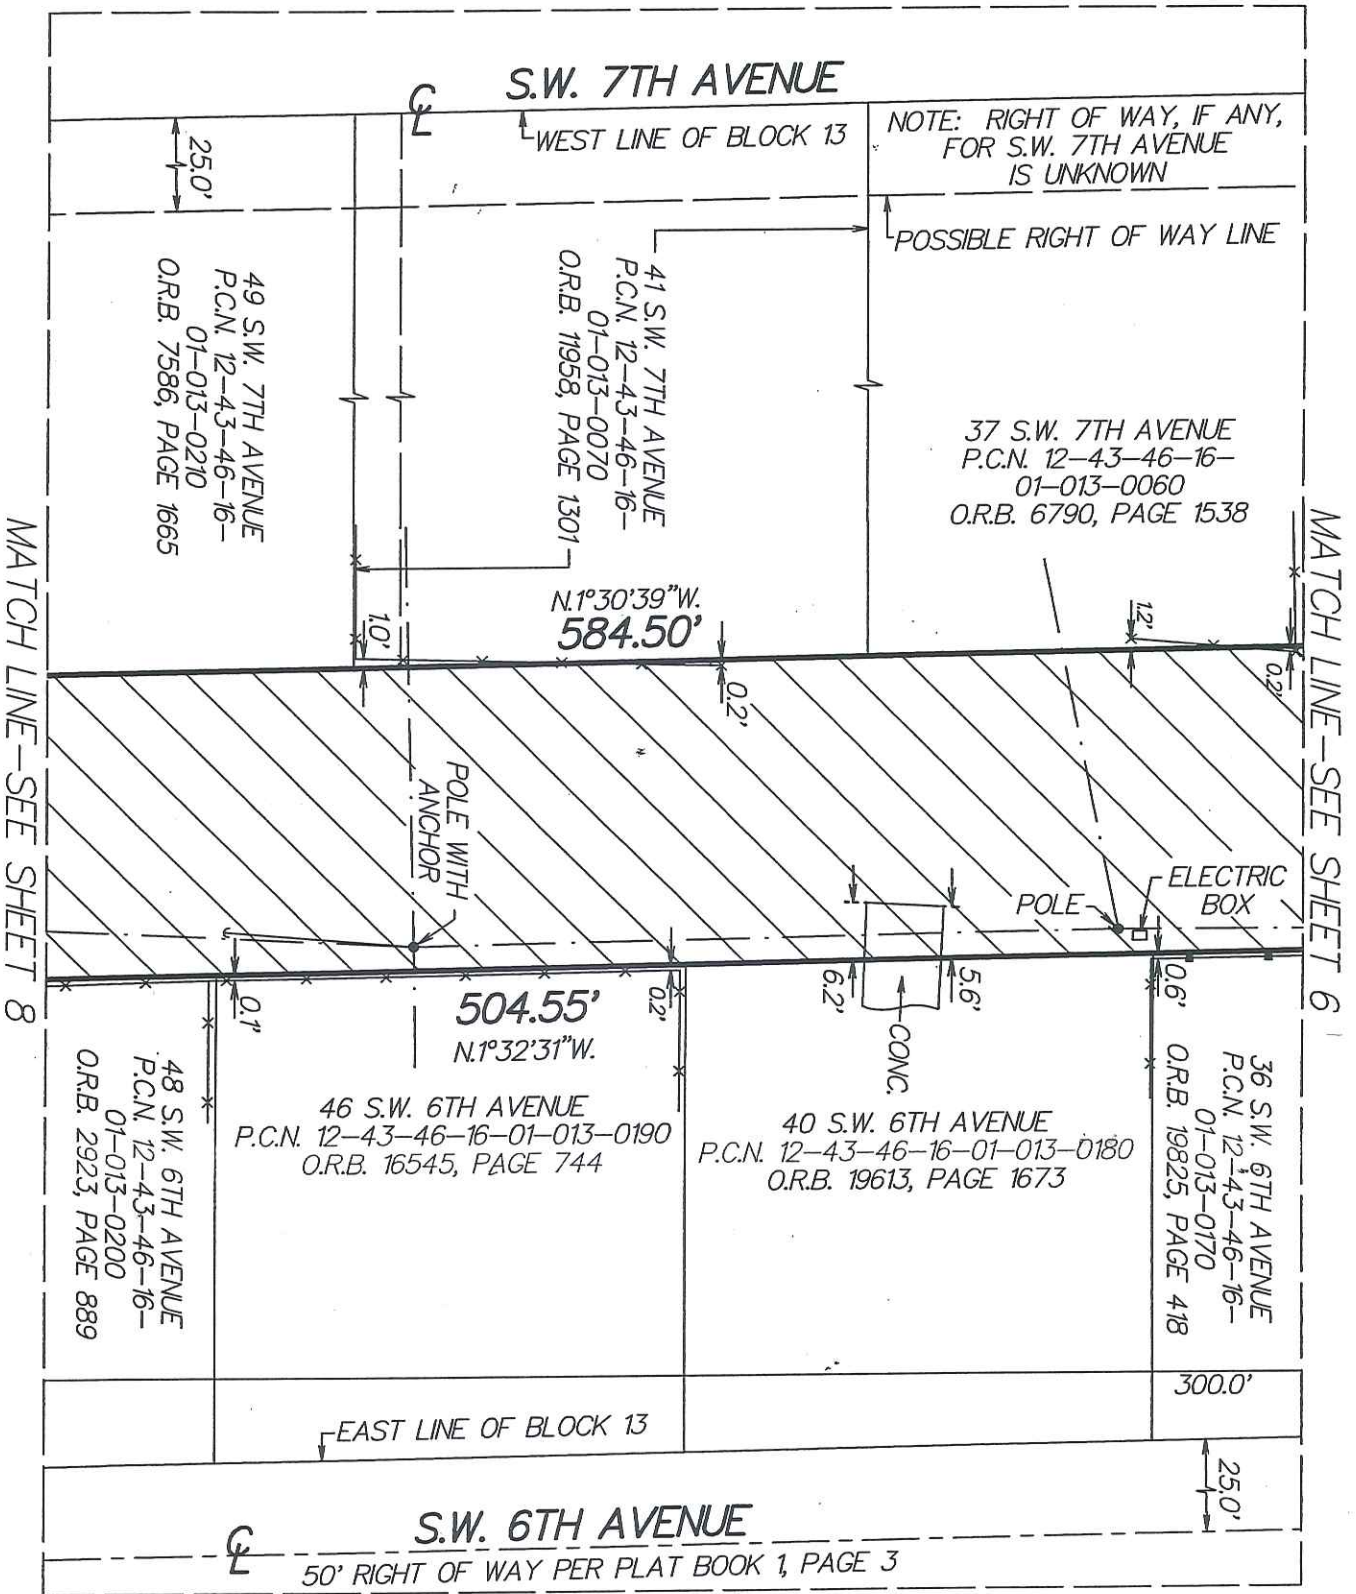 S.W. 7TH AVENUE
℄
WEST LINE OF BLOCK 13
NOTE: RIGHT OF WAY, IF ANY,
FOR S.W. 7TH AVENUE
IS UNKNOWN
25.0'
POSSIBLE RIGHT OF WAY LINE
49 S.W. 7TH AVENUE
P.C.N. 12-43-46-16-
01-013-0210
O.R.B. 7586, PAGE 1665
41 S.W. 7TH AVENUE
P.C.N. 12-43-46-16-
01-013-0070
O.R.B. 11958, PAGE 1301
37 S.W. 7TH AVENUE
P.C.N. 12-43-46-16-
01-013-0060
O.R.B. 6790, PAGE 1538
MATCH LINE-SEE SHEET 8
MATCH LINE-SEE SHEET 6
N.1°30'39"W.
584.50'
1.0'
0.2'
1.2'
0.2'
POLE WITH
ANCHOR
POLE
ELECTRIC
BOX
0.1'
504.55'
N.1°32'31"W.
0.2'
6.2'
5.6'
CONC.
0.6'
48 S.W. 6TH AVENUE
P.C.N. 12-43-46-16-
01-013-0200
O.R.B. 2923, PAGE 889
46 S.W. 6TH AVENUE
P.C.N. 12-43-46-16-01-013-0190
O.R.B. 16545, PAGE 744
40 S.W. 6TH AVENUE
P.C.N. 12-43-46-16-01-013-0180
O.R.B. 19613, PAGE 1673
36 S.W. 6TH AVENUE
P.C.N. 12-43-46-16-
01-013-0170
O.R.B. 19825, PAGE 418
300.0'
EAST LINE OF BLOCK 13
25.0'
S.W. 6TH AVENUE
℄
50' RIGHT OF WAY PER PLAT BOOK 1, PAGE 3